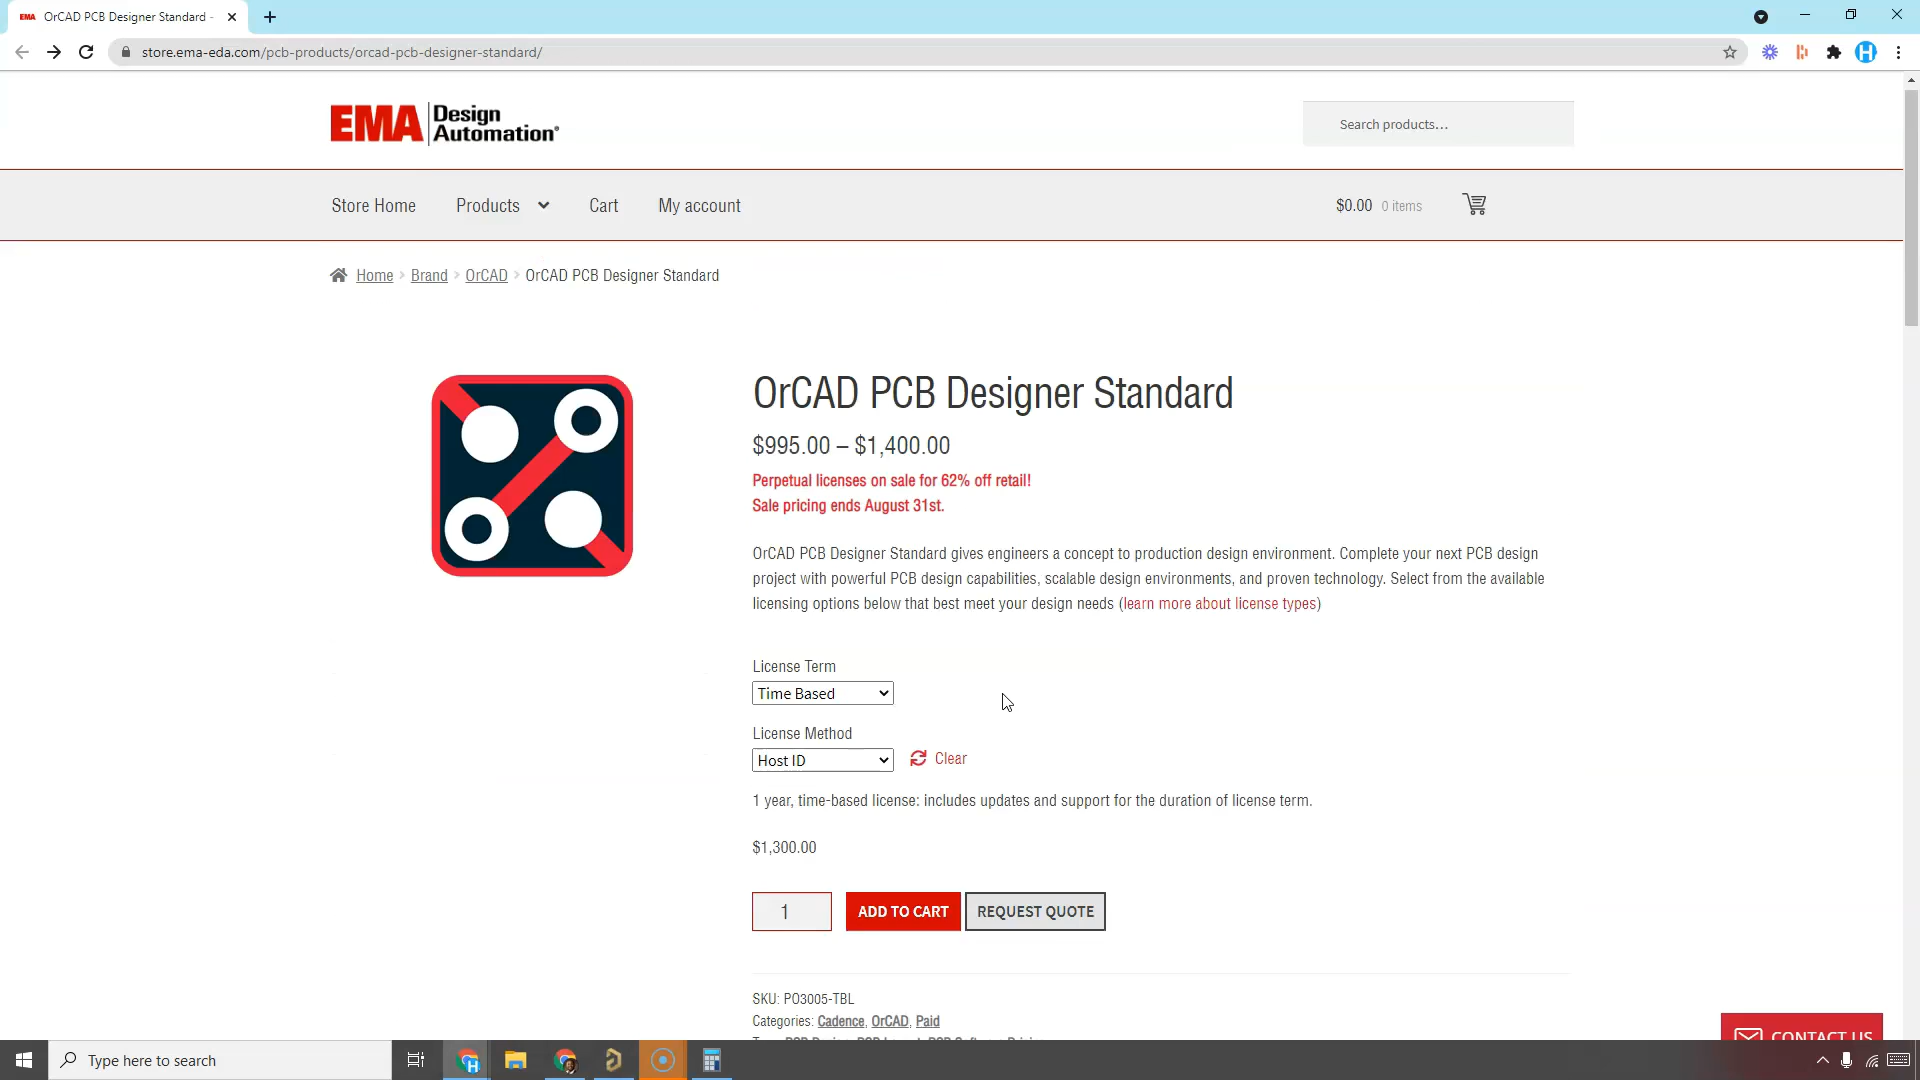 EMA OrCAD PCB Designer Standard -
store.ema-eda.com/pcb-products/orcad-pcb-designer-standard/
EMA Design
Automation®
Search products...
Store Home Products Cart My account $0.00 0 items
Home > Brand > OrCAD > OrCAD PCB Designer Standard
OrCAD PCB Designer Standard
$995.00 – $1,400.00
Perpetual licenses on sale for 62% off retail!
Sale pricing ends August 31st.
OrCAD PCB Designer Standard gives engineers a concept to production design environment. Complete your next PCB design
project with powerful PCB design capabilities, scalable design environments, and proven technology. Select from the available
licensing options below that best meet your design needs (learn more about license types)
License Term
Time Based
License Method
Host ID Clear
1 year, time-based license: includes updates and support for the duration of license term.
$1,300.00
1 ADD TO CART REQUEST QUOTE
SKU: PO3005-TBL
Categories: Cadence, OrCAD, Paid
CONTACT US
Type here to search